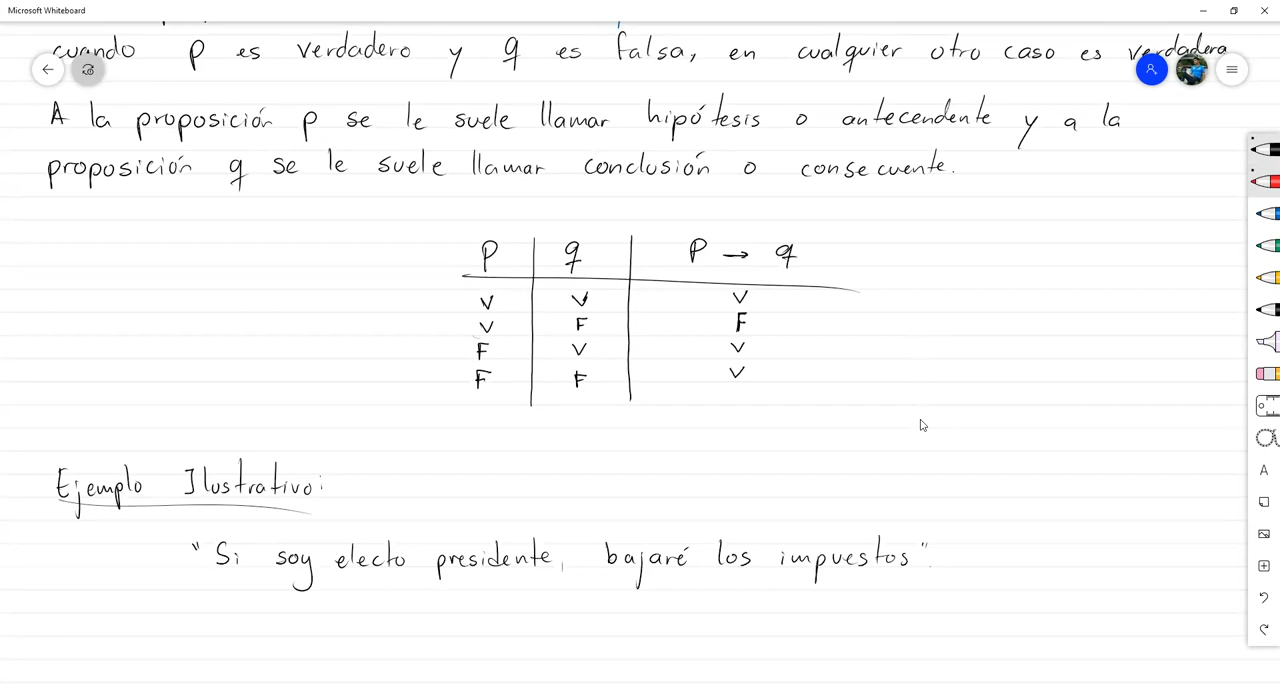 Microsoft Whiteboard
cuando p es verdadero y q es falsa, en cualquier otro caso es verdadera
A la proposición p se le suele llamar hipótesis o antecendente y a la
proposición q se le suele llamar conclusión o consecuente.
P q P → q
V V V
V F F
F V V
F F V
Ejemplo Ilustrativo:
"Si soy electo presidente, bajaré los impuestos".
A